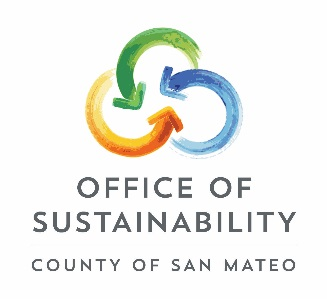 OFFICE OF
SUSTAINABILITY
COUNTY OF SAN MATEO